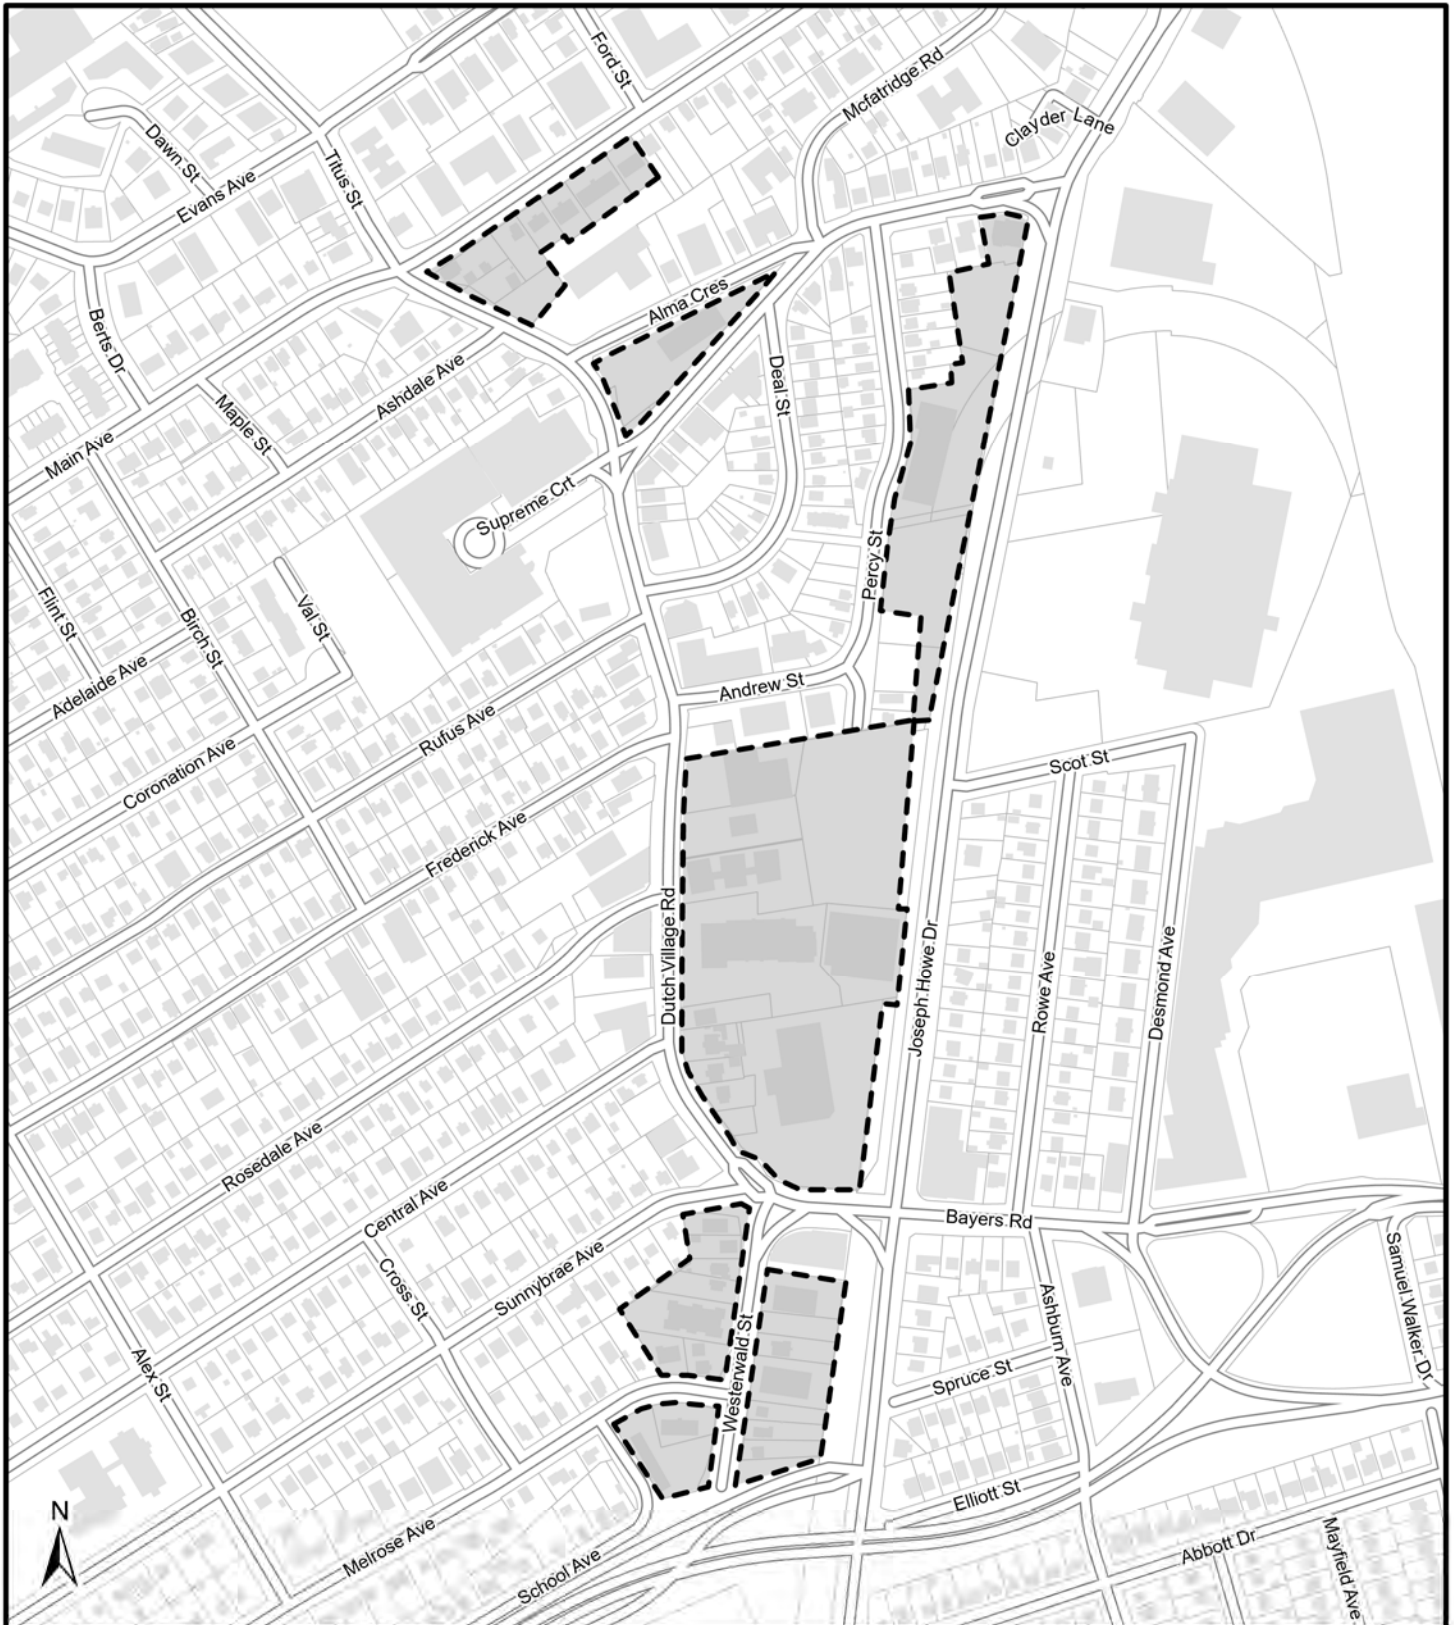 Ford St
Mcfatridge Rd
Clayder Lane
Dawn St
Titus St
Evans Ave
Alma Cres
Berts Dr
Deal St
Ashdale Ave
Maple St
Main Ave
Supreme Crt
Percy St
Flint St
Val St
Birch St
Adelaide Ave
Andrew St
Rufus Ave
Coronation Ave
Scot St
Frederick Ave
Dutch Village Rd
Joseph Howe Dr
Rowe Ave
Desmond Ave
Rosedale Ave
Central Ave
Bayers Rd
Sunnybrae Ave
Cross St
Samuel Walker Dr
Ashburn Ave
Westerwald St
Alex St
Spruce St
Elliott St
N
Melrose Ave
School Ave
Abbott Dr
Mayfield Ave